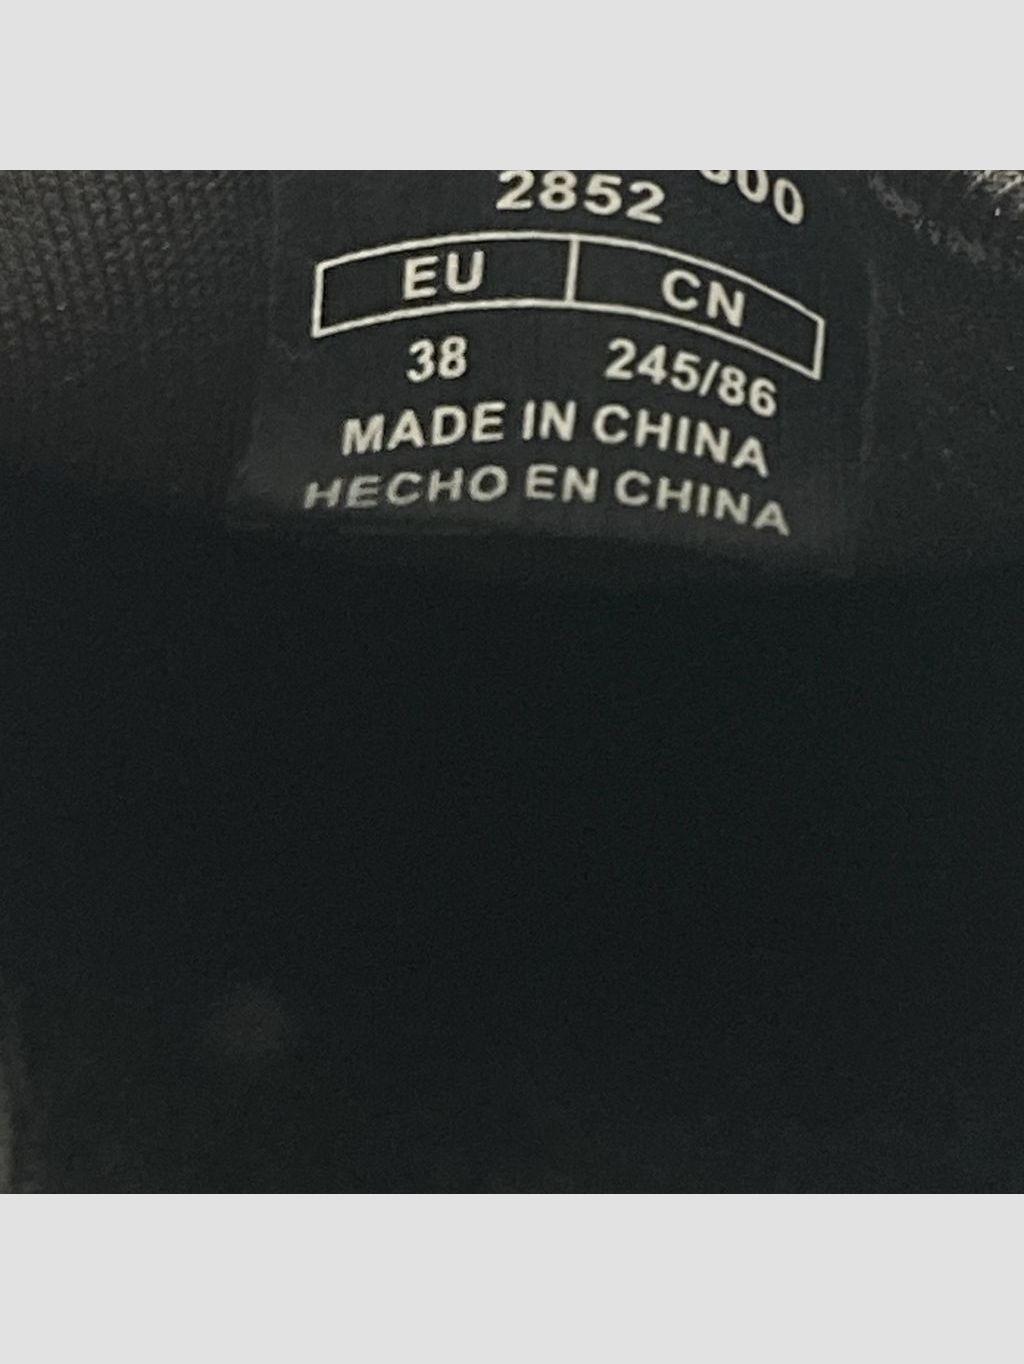 2852
EU CN
38 245/86
MADE IN CHINA
HECHO EN CHINA